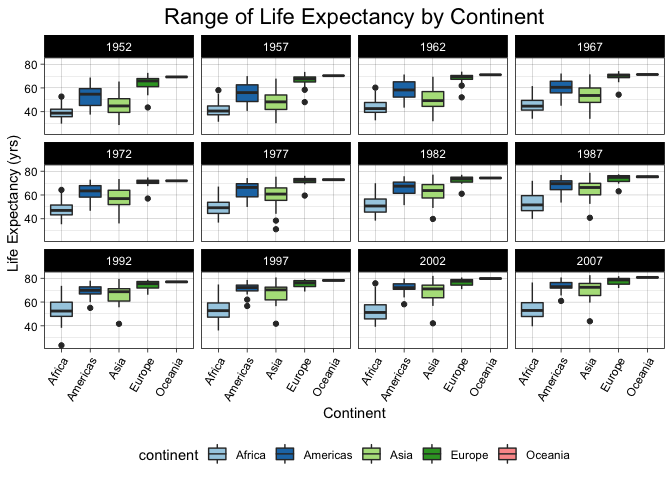 Range of Life Expectancy by Continent
1952 1957 1962 1967
80
60
40
1972 1977 1982 1987
80
60
40
1992 1997 2002 2007
80
60
40
Life Expectancy (yrs)
Africa Americas Asia Europe Oceania Africa Americas Asia Europe Oceania Africa Americas Asia Europe Oceania Africa Americas Asia Europe Oceania
Continent
continent Africa Americas Asia Europe Oceania